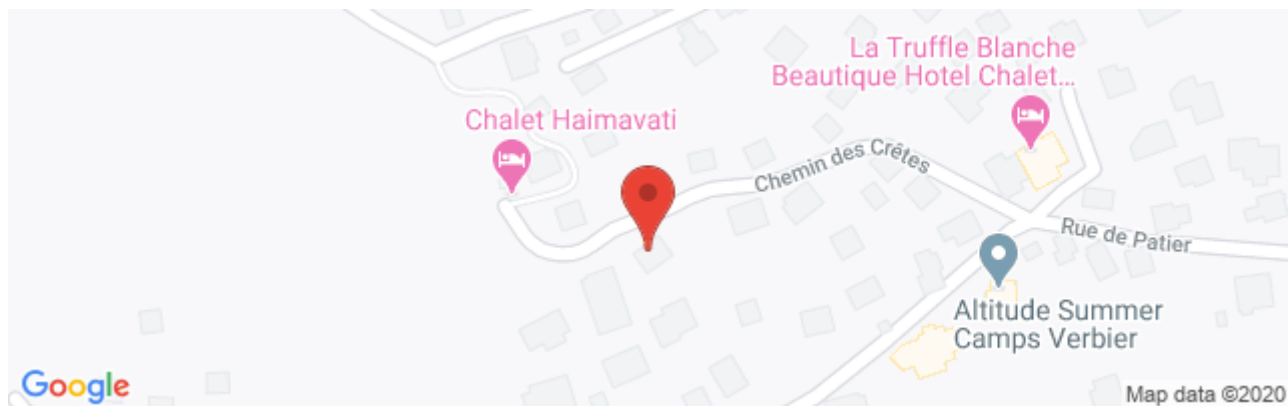 La Truffle Blanche
Beautique Hotel Chalet...
Chalet Haimavati
Chemin des Crêtes
Rue de Patier
Altitude Summer
Camps Verbier
Google
Map data ©2020